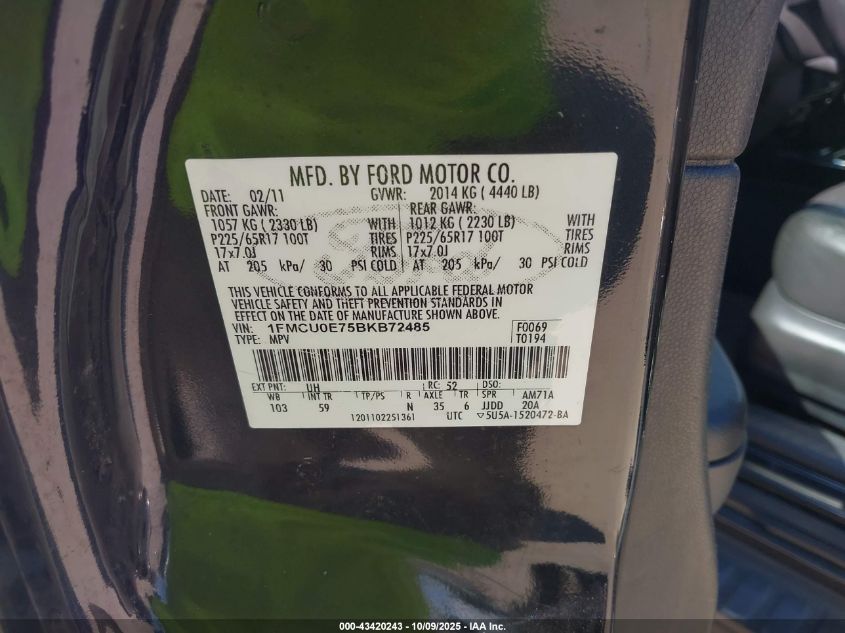 MFD. BY FORD MOTOR CO.
DATE: 02/11 GVWR: 2014 KG ( 4440 LB)
FRONT GAWR: REAR GAWR:
1057 KG ( 2330 LB) WITH 1012 KG ( 2230 LB) WITH
P225/65R17 100T TIRES P225/65R17 100T TIRES
17x7.0J RIMS 17x7.0J RIMS
AT 205 kPa/ 30 PSI COLD AT 205 kPa/ 30 PSI COLD
THIS VEHICLE CONFORMS TO ALL APPLICABLE FEDERAL MOTOR
VEHICLE SAFETY AND THEFT PREVENTION STANDARDS IN
EFFECT ON THE DATE OF MANUFACTURE SHOWN ABOVE.
VIN: 1FMCU0E75BKB72485 F0069
TYPE: MPV T0194
EXT PNT: UH RC: 52 DSO:
WB INT TR TP/PS R AXLE TR SPR AM71A
103 59 N 35 6 JJDD 20A
12011022S1361 UTC ▽5U5A-1520472-BA
000-43420243 - 10/09/2025 - IAA Inc.